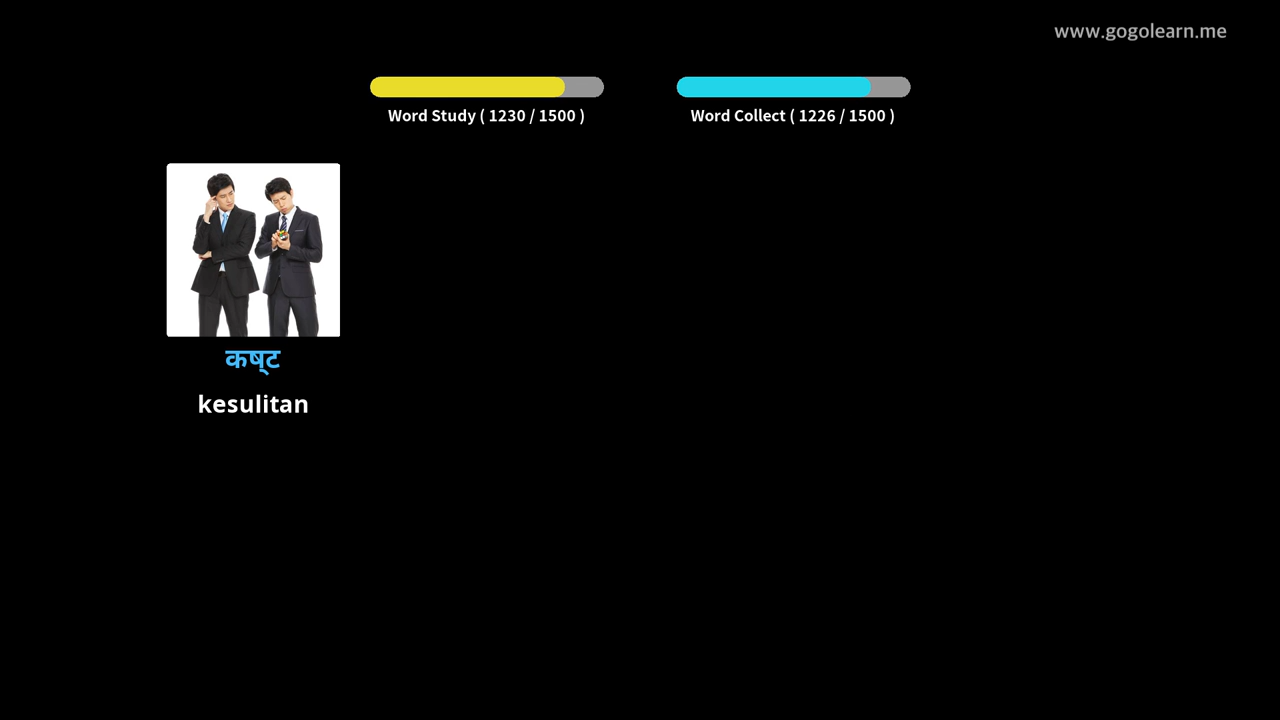 www.gogolearn.me
Word Study ( 1230 / 1500 )
Word Collect ( 1226 / 1500 )
कष्ट
kesulitan